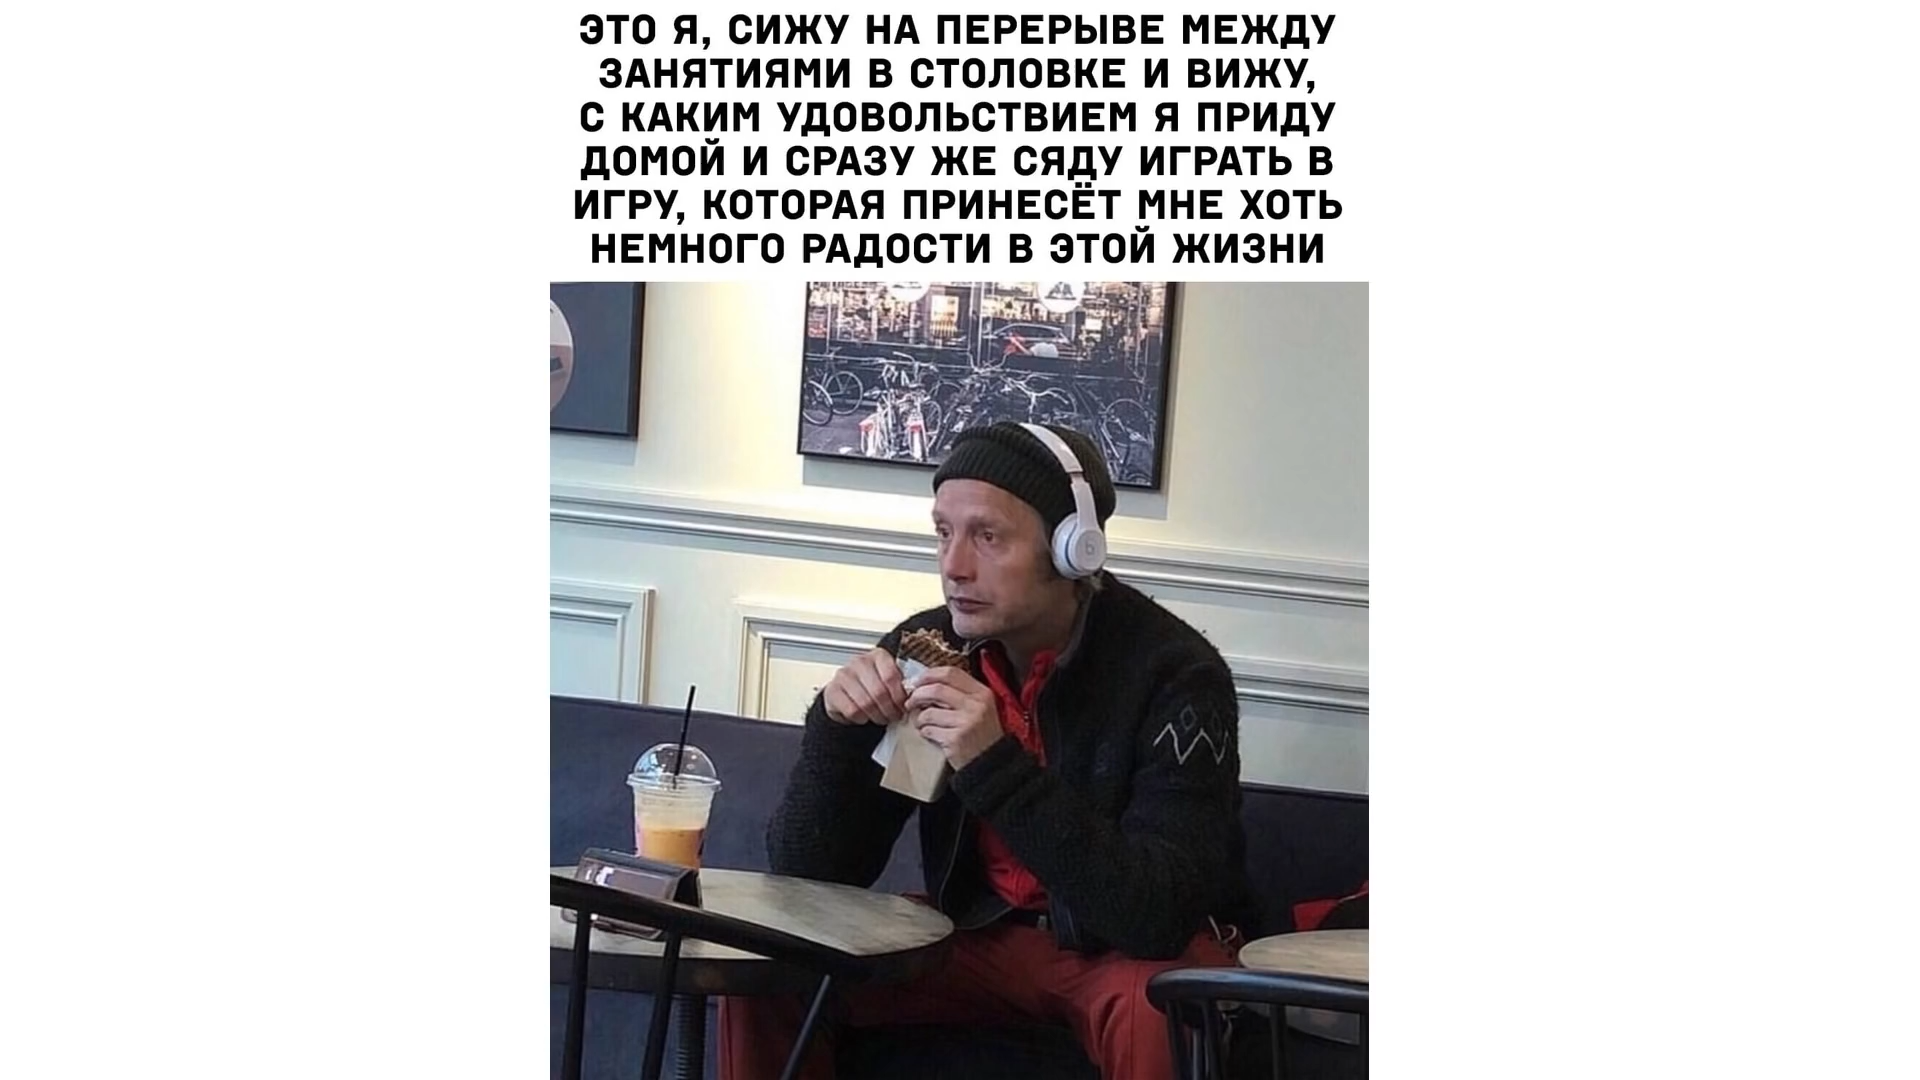 ЭТО Я, СИЖУ НА ПЕРЕРЫВЕ МЕЖДУ
ЗАНЯТИЯМИ В СТОЛОВКЕ И ВИЖУ,
С КАКИМ УДОВОЛЬСТВИЕМ Я ПРИДУ
ДОМОЙ И СРАЗУ ЖЕ СЯДУ ИГРАТЬ В
ИГРУ, КОТОРАЯ ПРИНЕСЁТ МНЕ ХОТЬ
НЕМНОГО РАДОСТИ В ЭТОЙ ЖИЗНИ